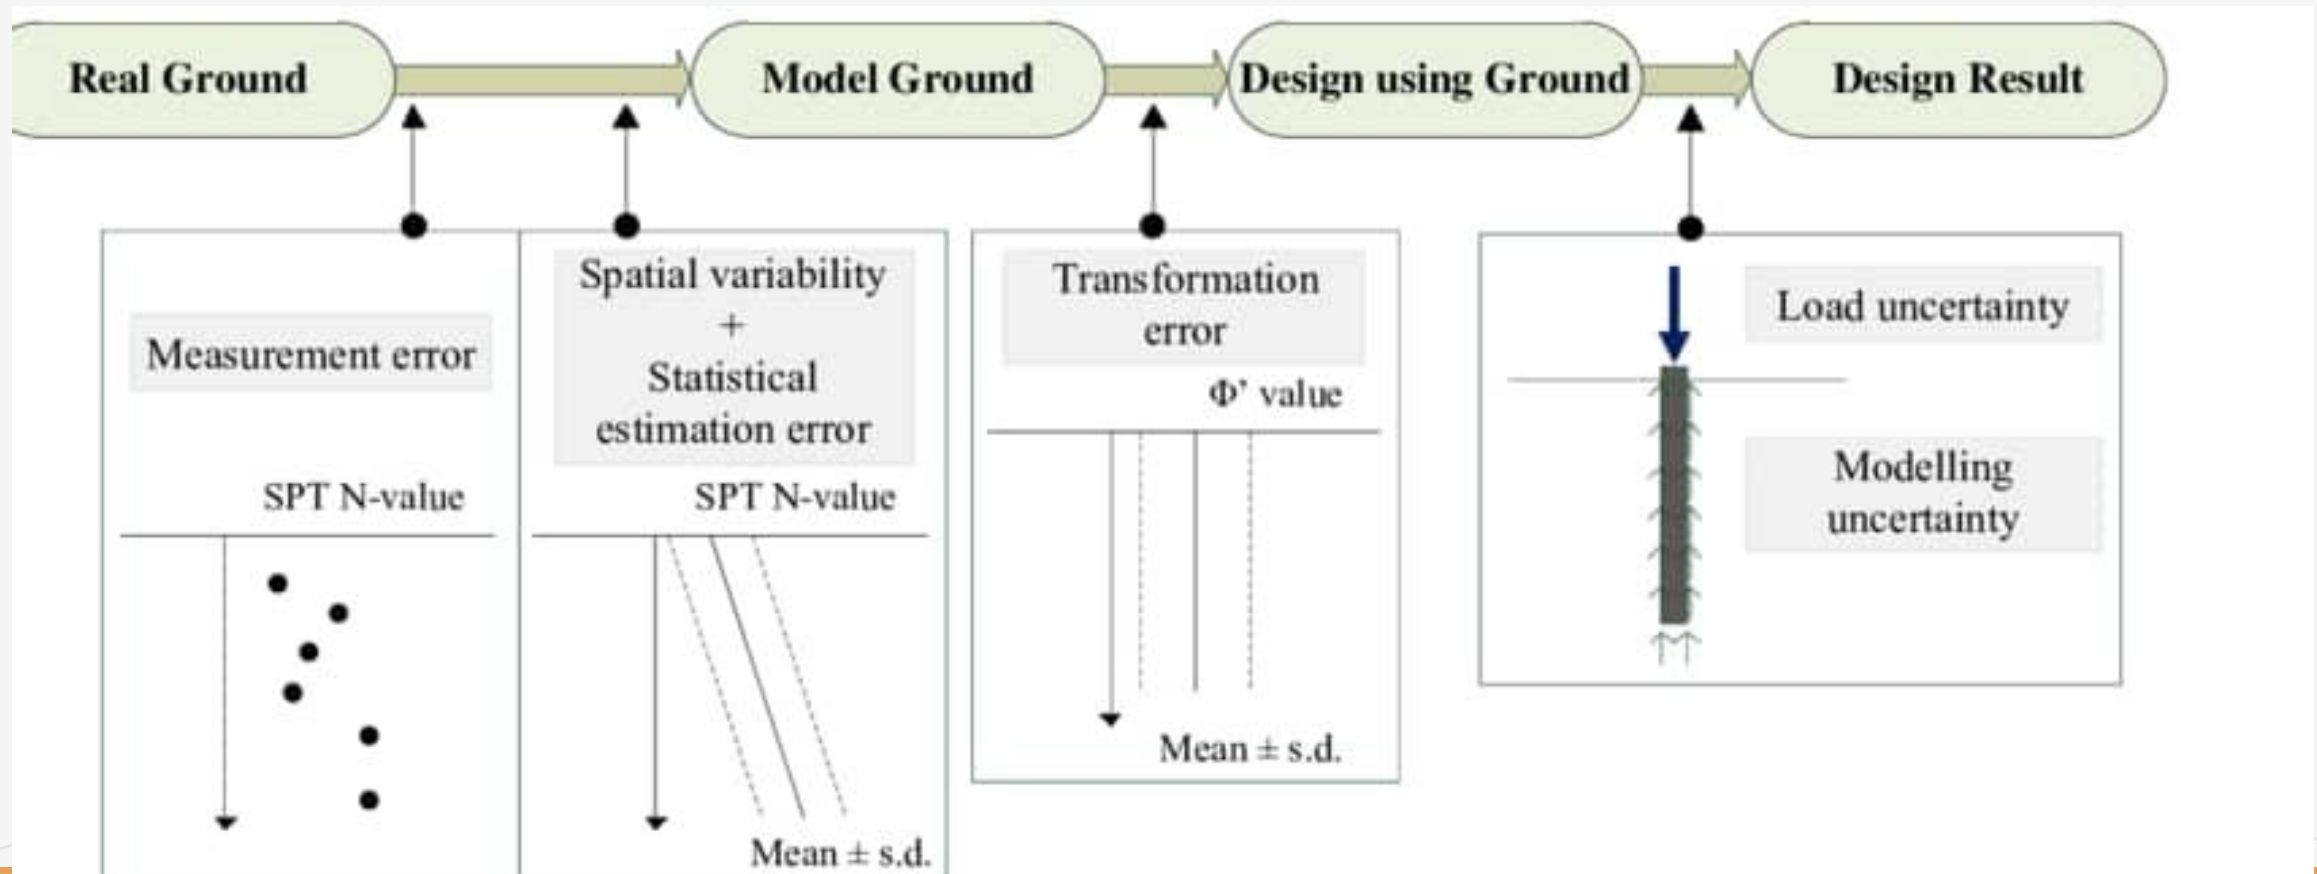 Real Ground
Model Ground
Design using Ground
Design Result
Measurement error
SPT N-value
Spatial variability
+
Statistical
estimation error
SPT N-value
Mean ± s.d.
Transformation
error
Φ’ value
Mean ± s.d.
Load uncertainty
Modelling
uncertainty